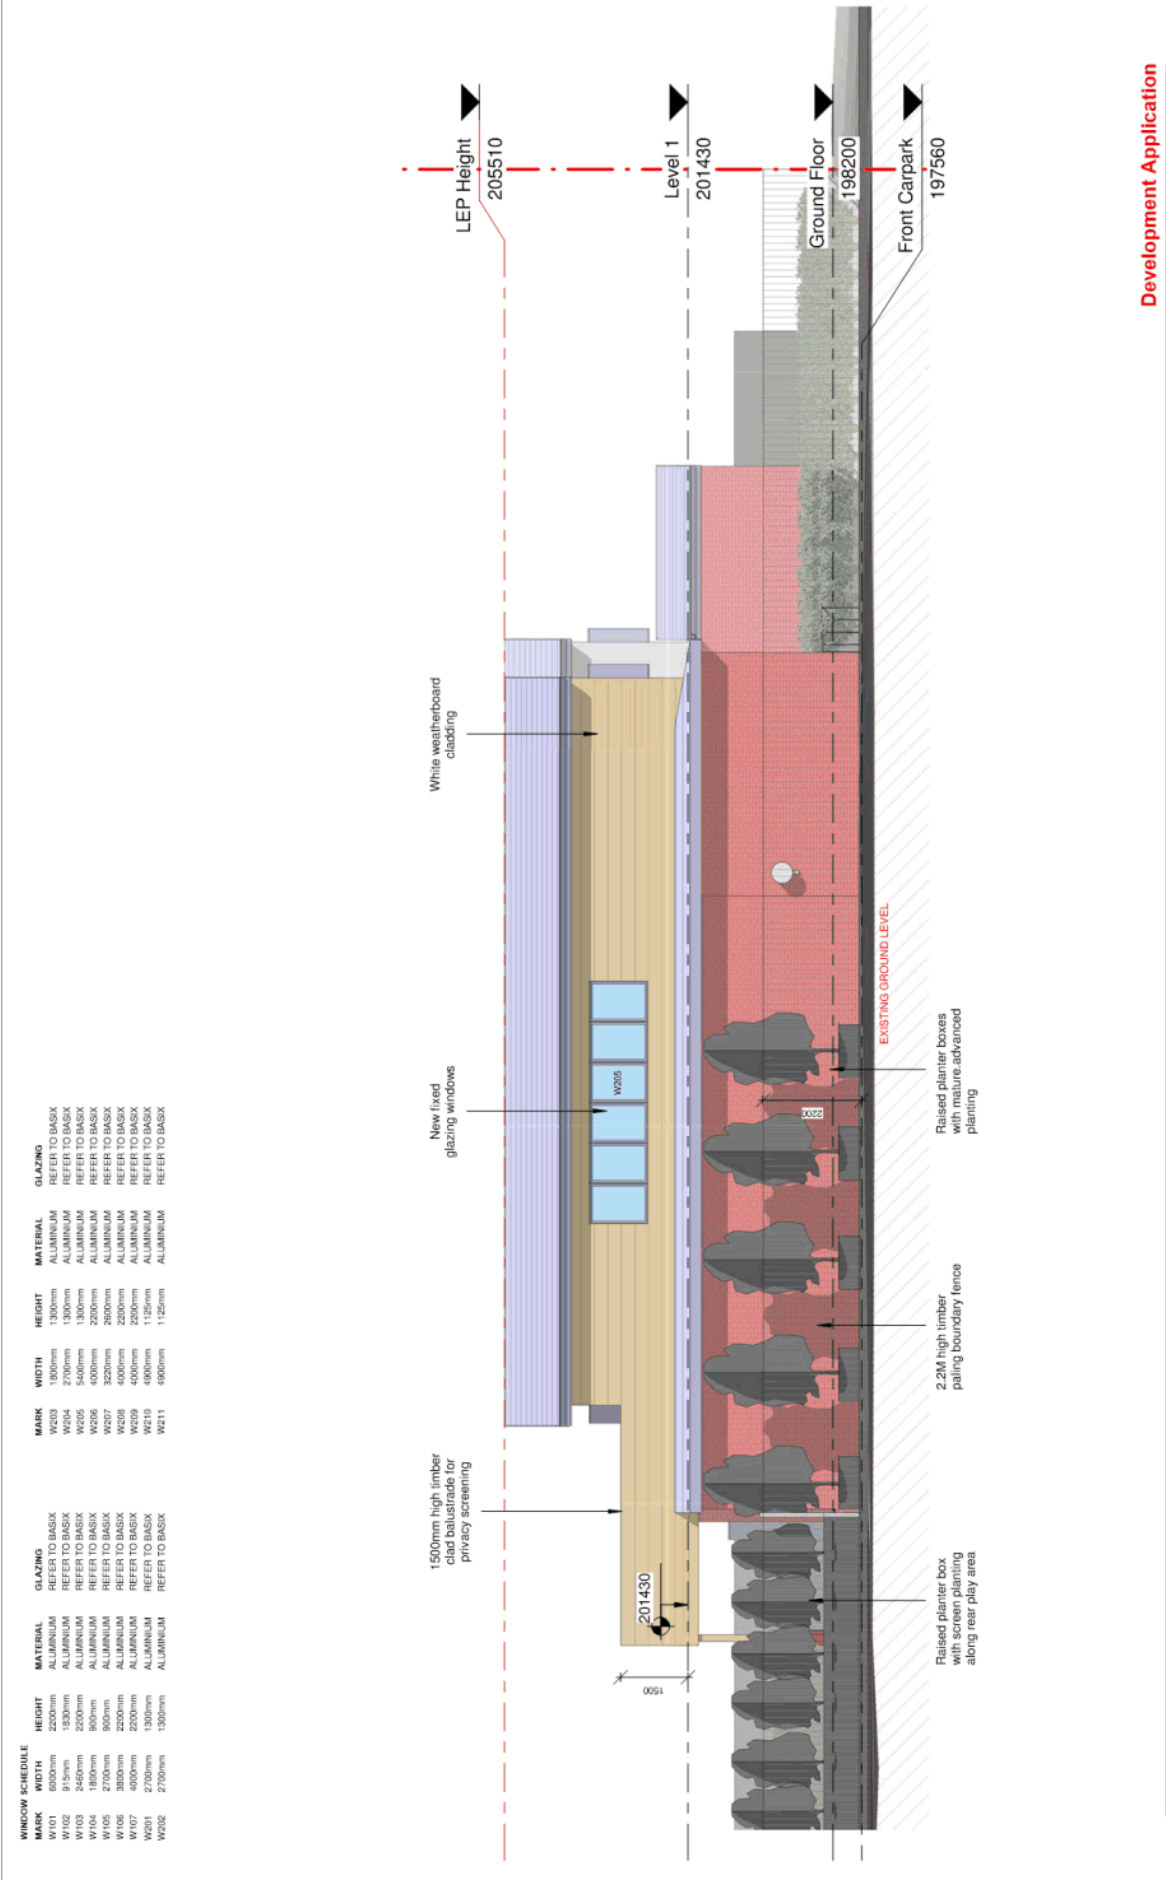 WINDOW SCHEDULE
MARK WIDTH HEIGHT MATERIAL GLAZING
W101 6000mm 2200mm ALUMINIUM REFER TO BASIX
W102 915mm 1830mm ALUMINIUM REFER TO BASIX
W103 2460mm 2200mm ALUMINIUM REFER TO BASIX
W104 1800mm 900mm ALUMINIUM REFER TO BASIX
W105 2700mm 900mm ALUMINIUM REFER TO BASIX
W106 3800mm 2200mm ALUMINIUM REFER TO BASIX
W107 4000mm 2200mm ALUMINIUM REFER TO BASIX
W201 2700mm 1300mm ALUMINIUM REFER TO BASIX
W202 2700mm 1300mm ALUMINIUM REFER TO BASIX
MARK WIDTH HEIGHT MATERIAL GLAZING
W203 1800mm 1300mm ALUMINIUM REFER TO BASIX
W204 2700mm 1300mm ALUMINIUM REFER TO BASIX
W205 5400mm 1300mm ALUMINIUM REFER TO BASIX
W206 4000mm 2200mm ALUMINIUM REFER TO BASIX
W207 3220mm 2600mm ALUMINIUM REFER TO BASIX
W208 4000mm 2200mm ALUMINIUM REFER TO BASIX
W209 4000mm 2200mm ALUMINIUM REFER TO BASIX
W210 4900mm 1125mm ALUMINIUM REFER TO BASIX
W211 4900mm 1125mm ALUMINIUM REFER TO BASIX
1500mm high timber
clad balustrade for
privacy screening
New fixed
glazing windows
White weatherboard
cladding
LEP Height
205510
Level 1
201430
Ground Floor
198200
Front Carpark
197560
W205
201430
1500
2200
EXISTING GROUND LEVEL
Raised planter box
with screen planting
along rear play area
2.2M high timber
paling boundary fence
Raised planter boxes
with mature.advanced
planting
Development Application